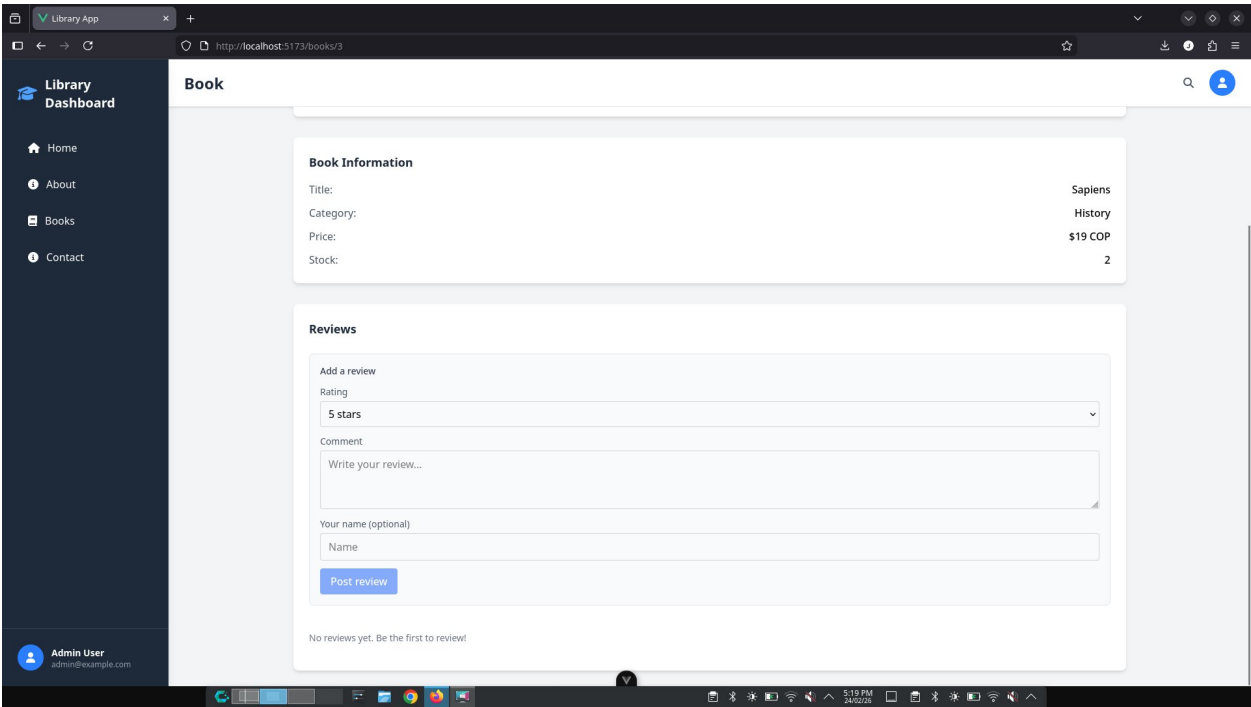 Library App
http://localhost:5173/books/3
Library
Dashboard
Home
About
Books
Contact
Admin User
admin@example.com
Book
Book Information
Title: Sapiens
Category: History
Price: $19 COP
Stock: 2
Reviews
Add a review
Rating
5 stars
Comment
Write your review...
Your name (optional)
Name
Post review
No reviews yet. Be the first to review!
5:19 PM
24/02/26